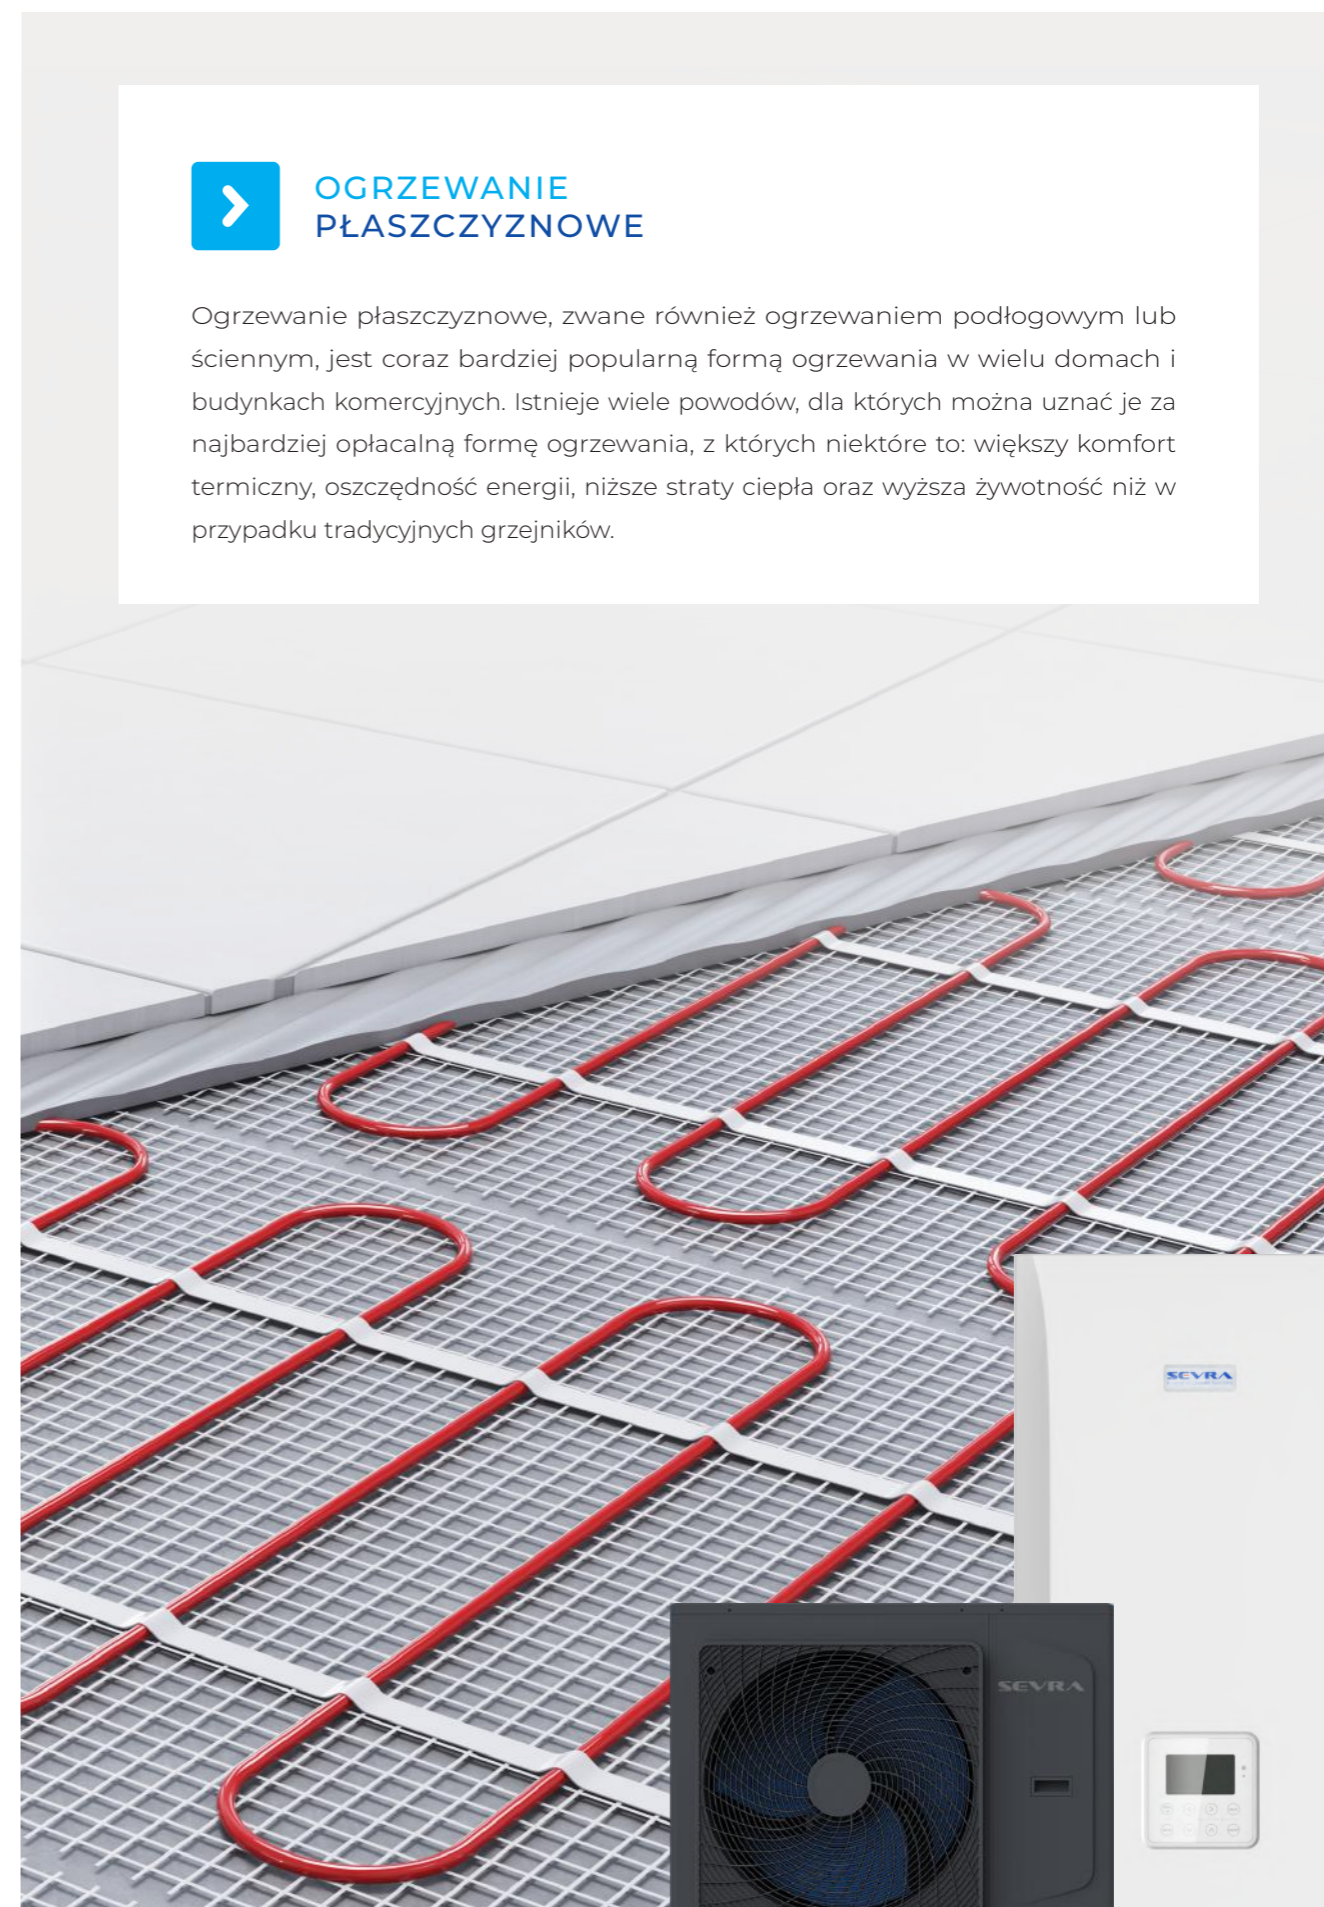 OGRZEWANIE
PŁASZCZYZNOWE
Ogrzewanie płaszczyznowe, zwane również ogrzewaniem podłogowym lub
ściennym, jest coraz bardziej popularną formą ogrzewania w wielu domach i
budynkach komercyjnych. Istnieje wiele powodów, dla których można uznać je za
najbardziej opłacalną formę ogrzewania, z których niektóre to: większy komfort
termiczny, oszczędność energii, niższe straty ciepła oraz wyższa żywotność niż w
przypadku tradycyjnych grzejników.
SEVRA
SEVRA